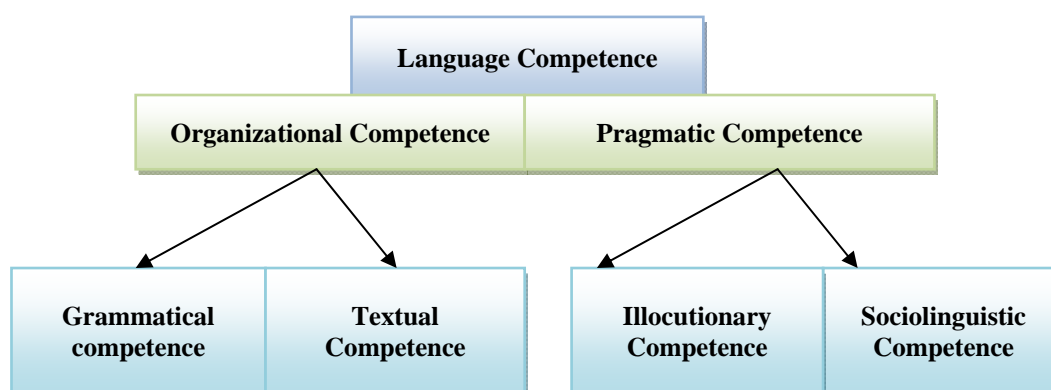 Language Competence
Organizational Competence
Pragmatic Competence
Grammatical
competence
Textual
Competence
Illocutionary
Competence
Sociolinguistic
Competence